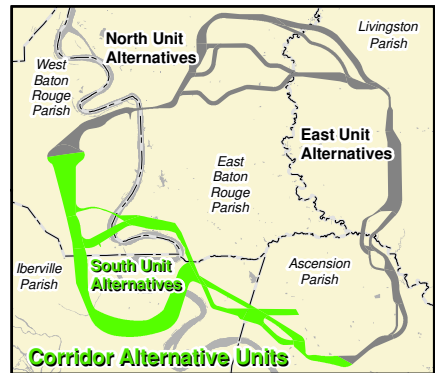 North Unit
Alternatives
Livingston
Parish
West
Baton
Rouge
Parish
East Unit
Alternatives
East
Baton
Rouge
Parish
Iberville
Parish
South Unit
Alternatives
Ascension
Parish
Corridor Alternative Units